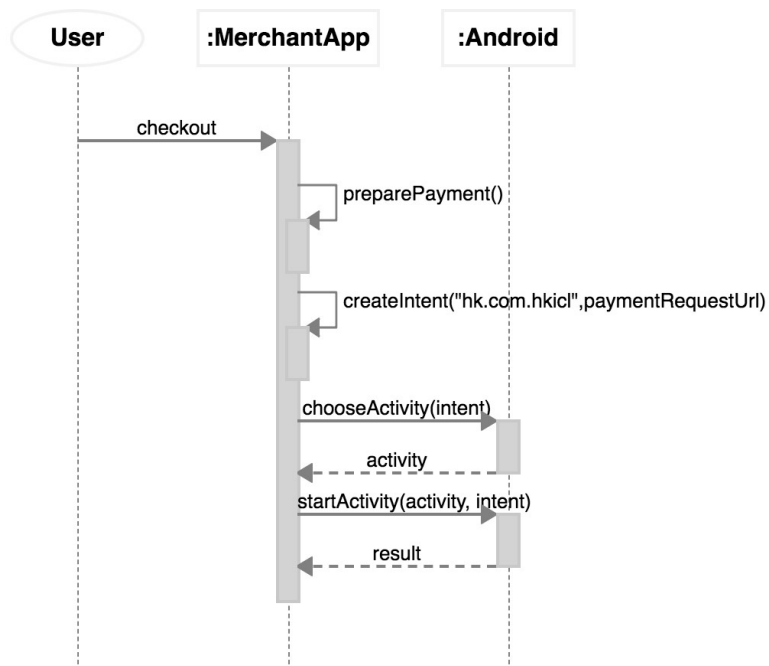 User
:MerchantApp
:Android
checkout
preparePayment()
createIntent("hk.com.hkicl",paymentRequestUrl)
chooseActivity(intent)
activity
startActivity(activity, intent)
result